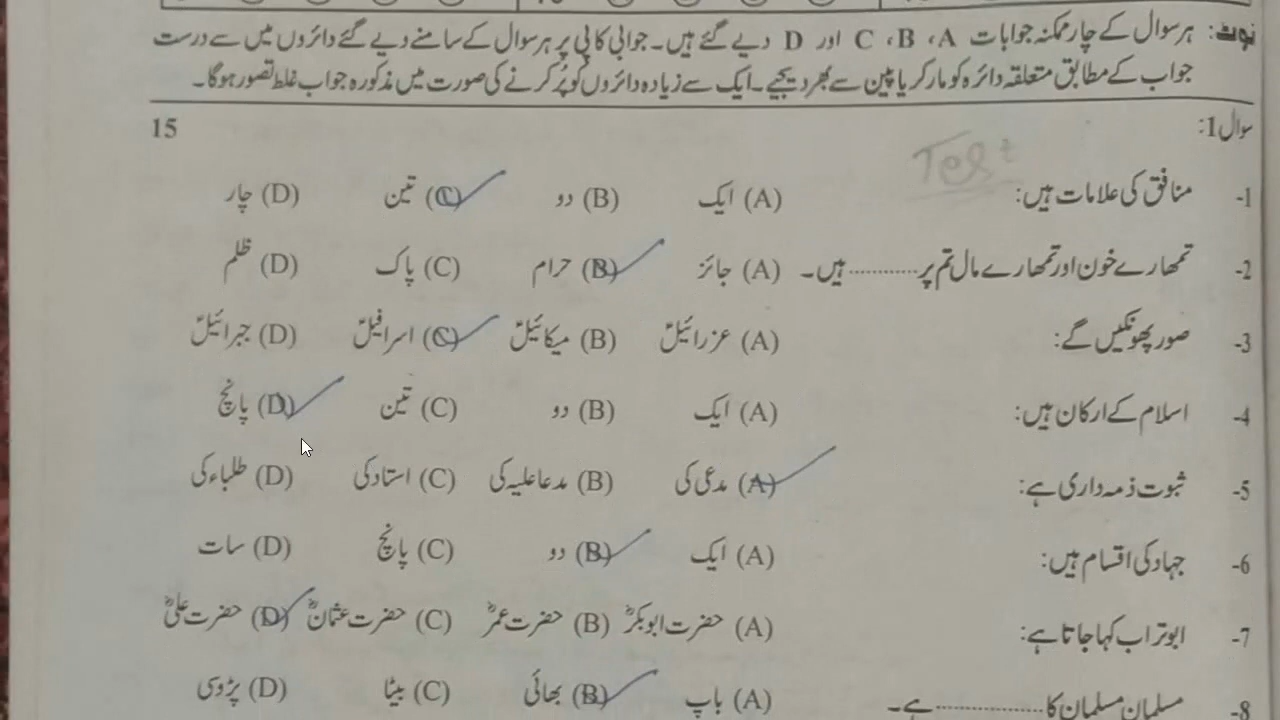 نوٹ: ہر سوال کے چار ممکنہ جوابات A، B، C اور D دیے گئے ہیں۔ جوابی کاپی پر ہر سوال کے سامنے دیے گئے دائروں میں سے درست
جواب کے مطابق متعلقہ دائرہ کو مارکر یا پین سے بھر دیجیے۔ ایک سے زیادہ دائروں کو پُر کرنے کی صورت میں مذکورہ جواب غلط تصور ہوگا۔
سوال 1: 15
Test
1- منافق کی علامات ہیں: (A) ایک (B) دو (C) تین (D) چار
2- تمھارے خون اور تمھارے مال تم پر ............ ہیں۔ (A) جائز (B) حرام (C) پاک (D) ظلم
3- صور پھونکیں گے: (A) عزرائیلؑ (B) میکائیلؑ (C) اسرافیلؑ (D) جبرائیلؑ
4- اسلام کے ارکان ہیں: (A) ایک (B) دو (C) تین (D) پانچ
5- ثبوت ذمہ داری ہے: (A) مدعی کی (B) مدعا علیہ کی (C) استاد کی (D) طلباء کی
6- جہاد کی اقسام ہیں: (A) ایک (B) دو (C) پانچ (D) سات
7- ابوتراب کہا جاتا ہے: (A) حضرت ابوبکرؓ (B) حضرت عمرؓ (C) حضرت عثمانؓ (D) حضرت علیؓ
8- مسلمان مسلمان کا .................. ہے۔ (A) باپ (B) بھائی (C) بیٹا (D) پڑوسی